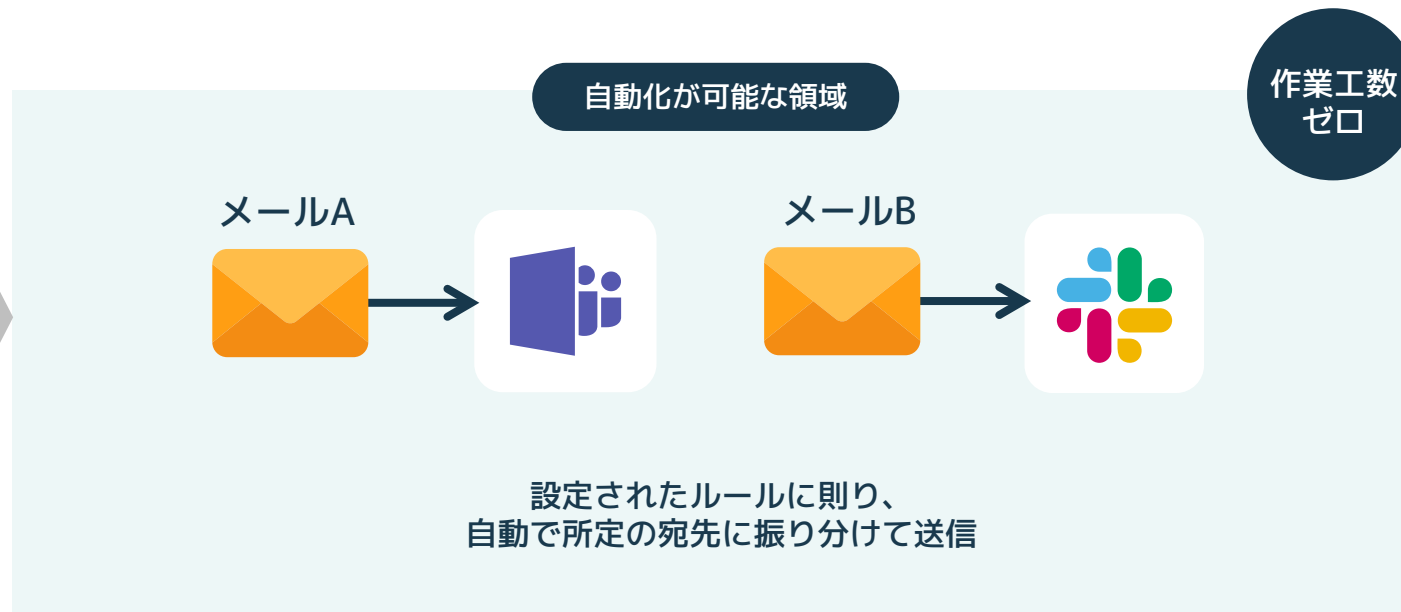 作業工数
ゼロ
自動化が可能な領域
メールA
メールB
設定されたルールに則り、
自動で所定の宛先に振り分けて送信